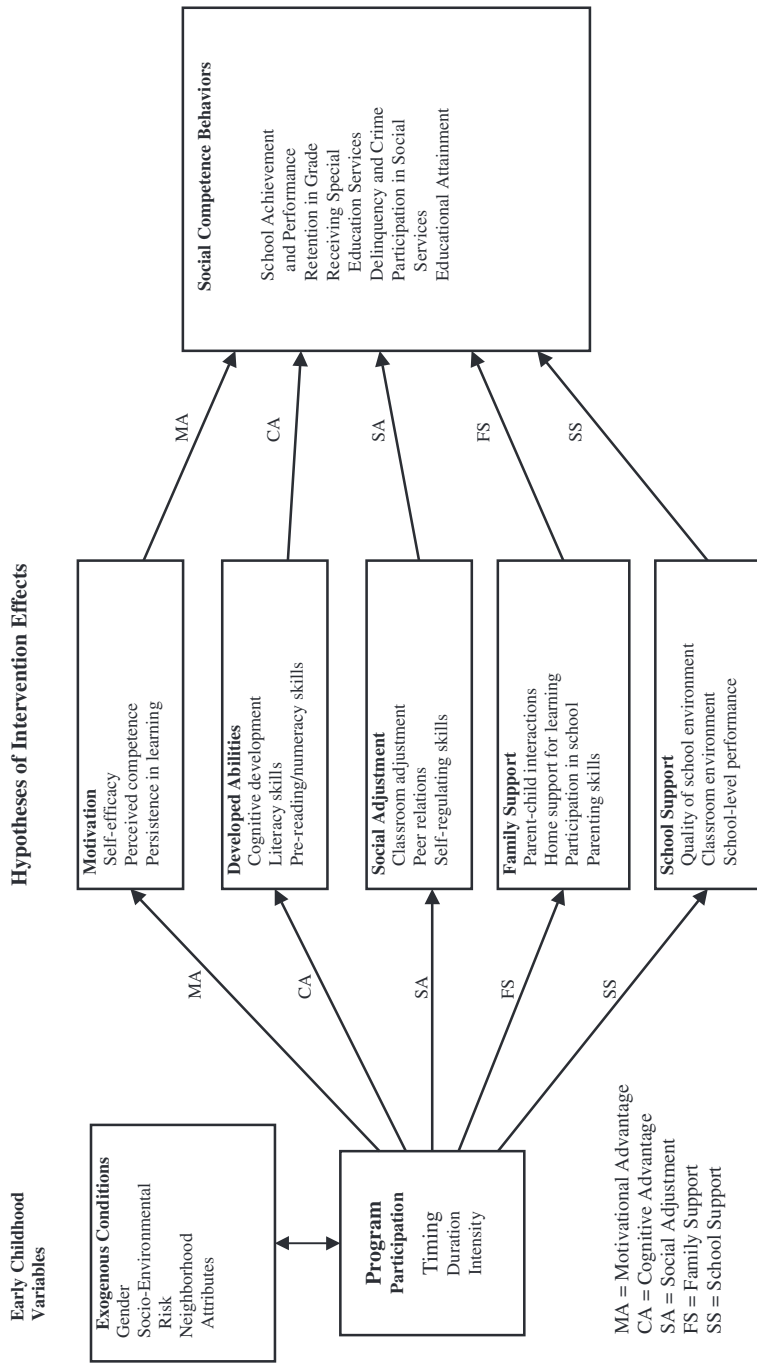 Hypotheses of Intervention Effects
Early Childhood
Variables
Exogenous Conditions
Gender
Socio-Environmental
Risk
Neighborhood
Attributes
Program
Participation
Timing
Duration
Intensity
MA = Motivational Advantage
CA = Cognitive Advantage
SA = Social Adjustment
FS = Family Support
SS = School Support
MA
CA
SA
FS
SS
Motivation
Self-efficacy
Perceived competence
Persistence in learning
Developed Abilities
Cognitive development
Literacy skills
Pre-reading/numeracy skills
Social Adjustment
Classroom adjustment
Peer relations
Self-regulating skills
Family Support
Parent-child interactions
Home support for learning
Participation in school
Parenting skills
School Support
Quality of school environment
Classroom environment
School-level performance
MA
CA
SA
FS
SS
Social Competence Behaviors
School Achievement
and Performance
Retention in Grade
Receiving Special
Education Services
Delinquency and Crime
Participation in Social
Services
Educational Attainment